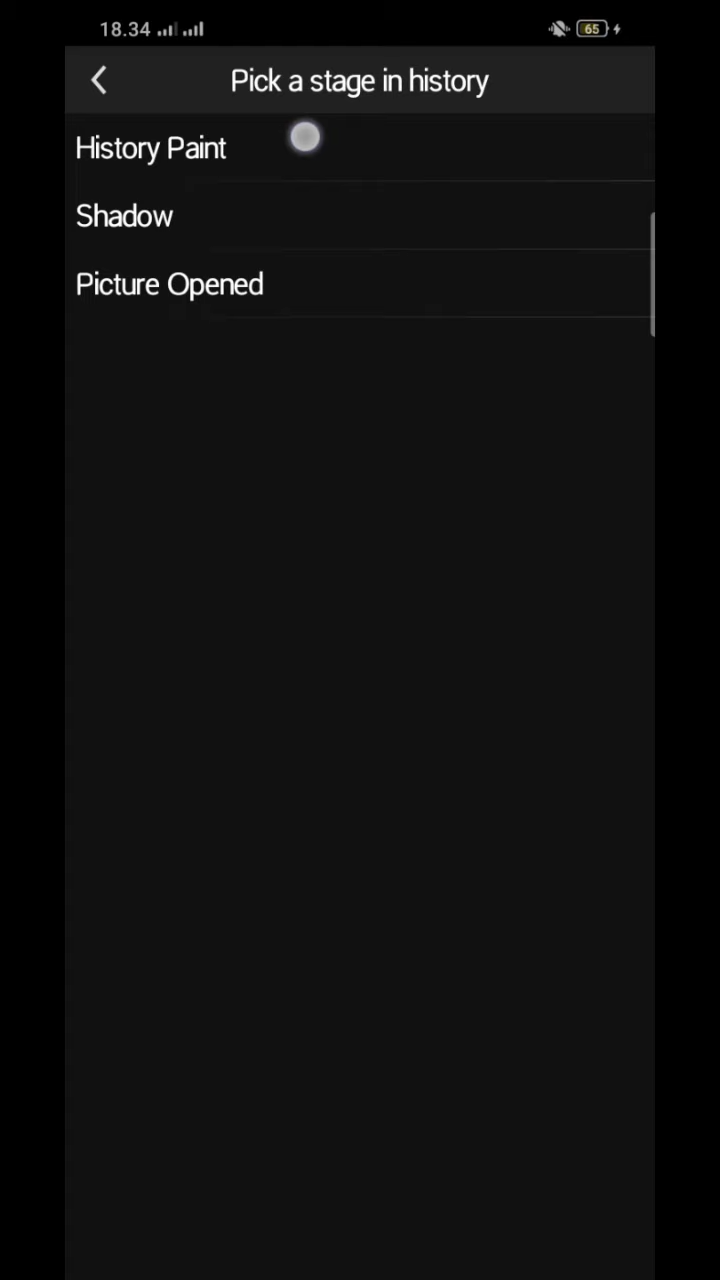 18.34
65
Pick a stage in history
History Paint
Shadow
Picture Opened